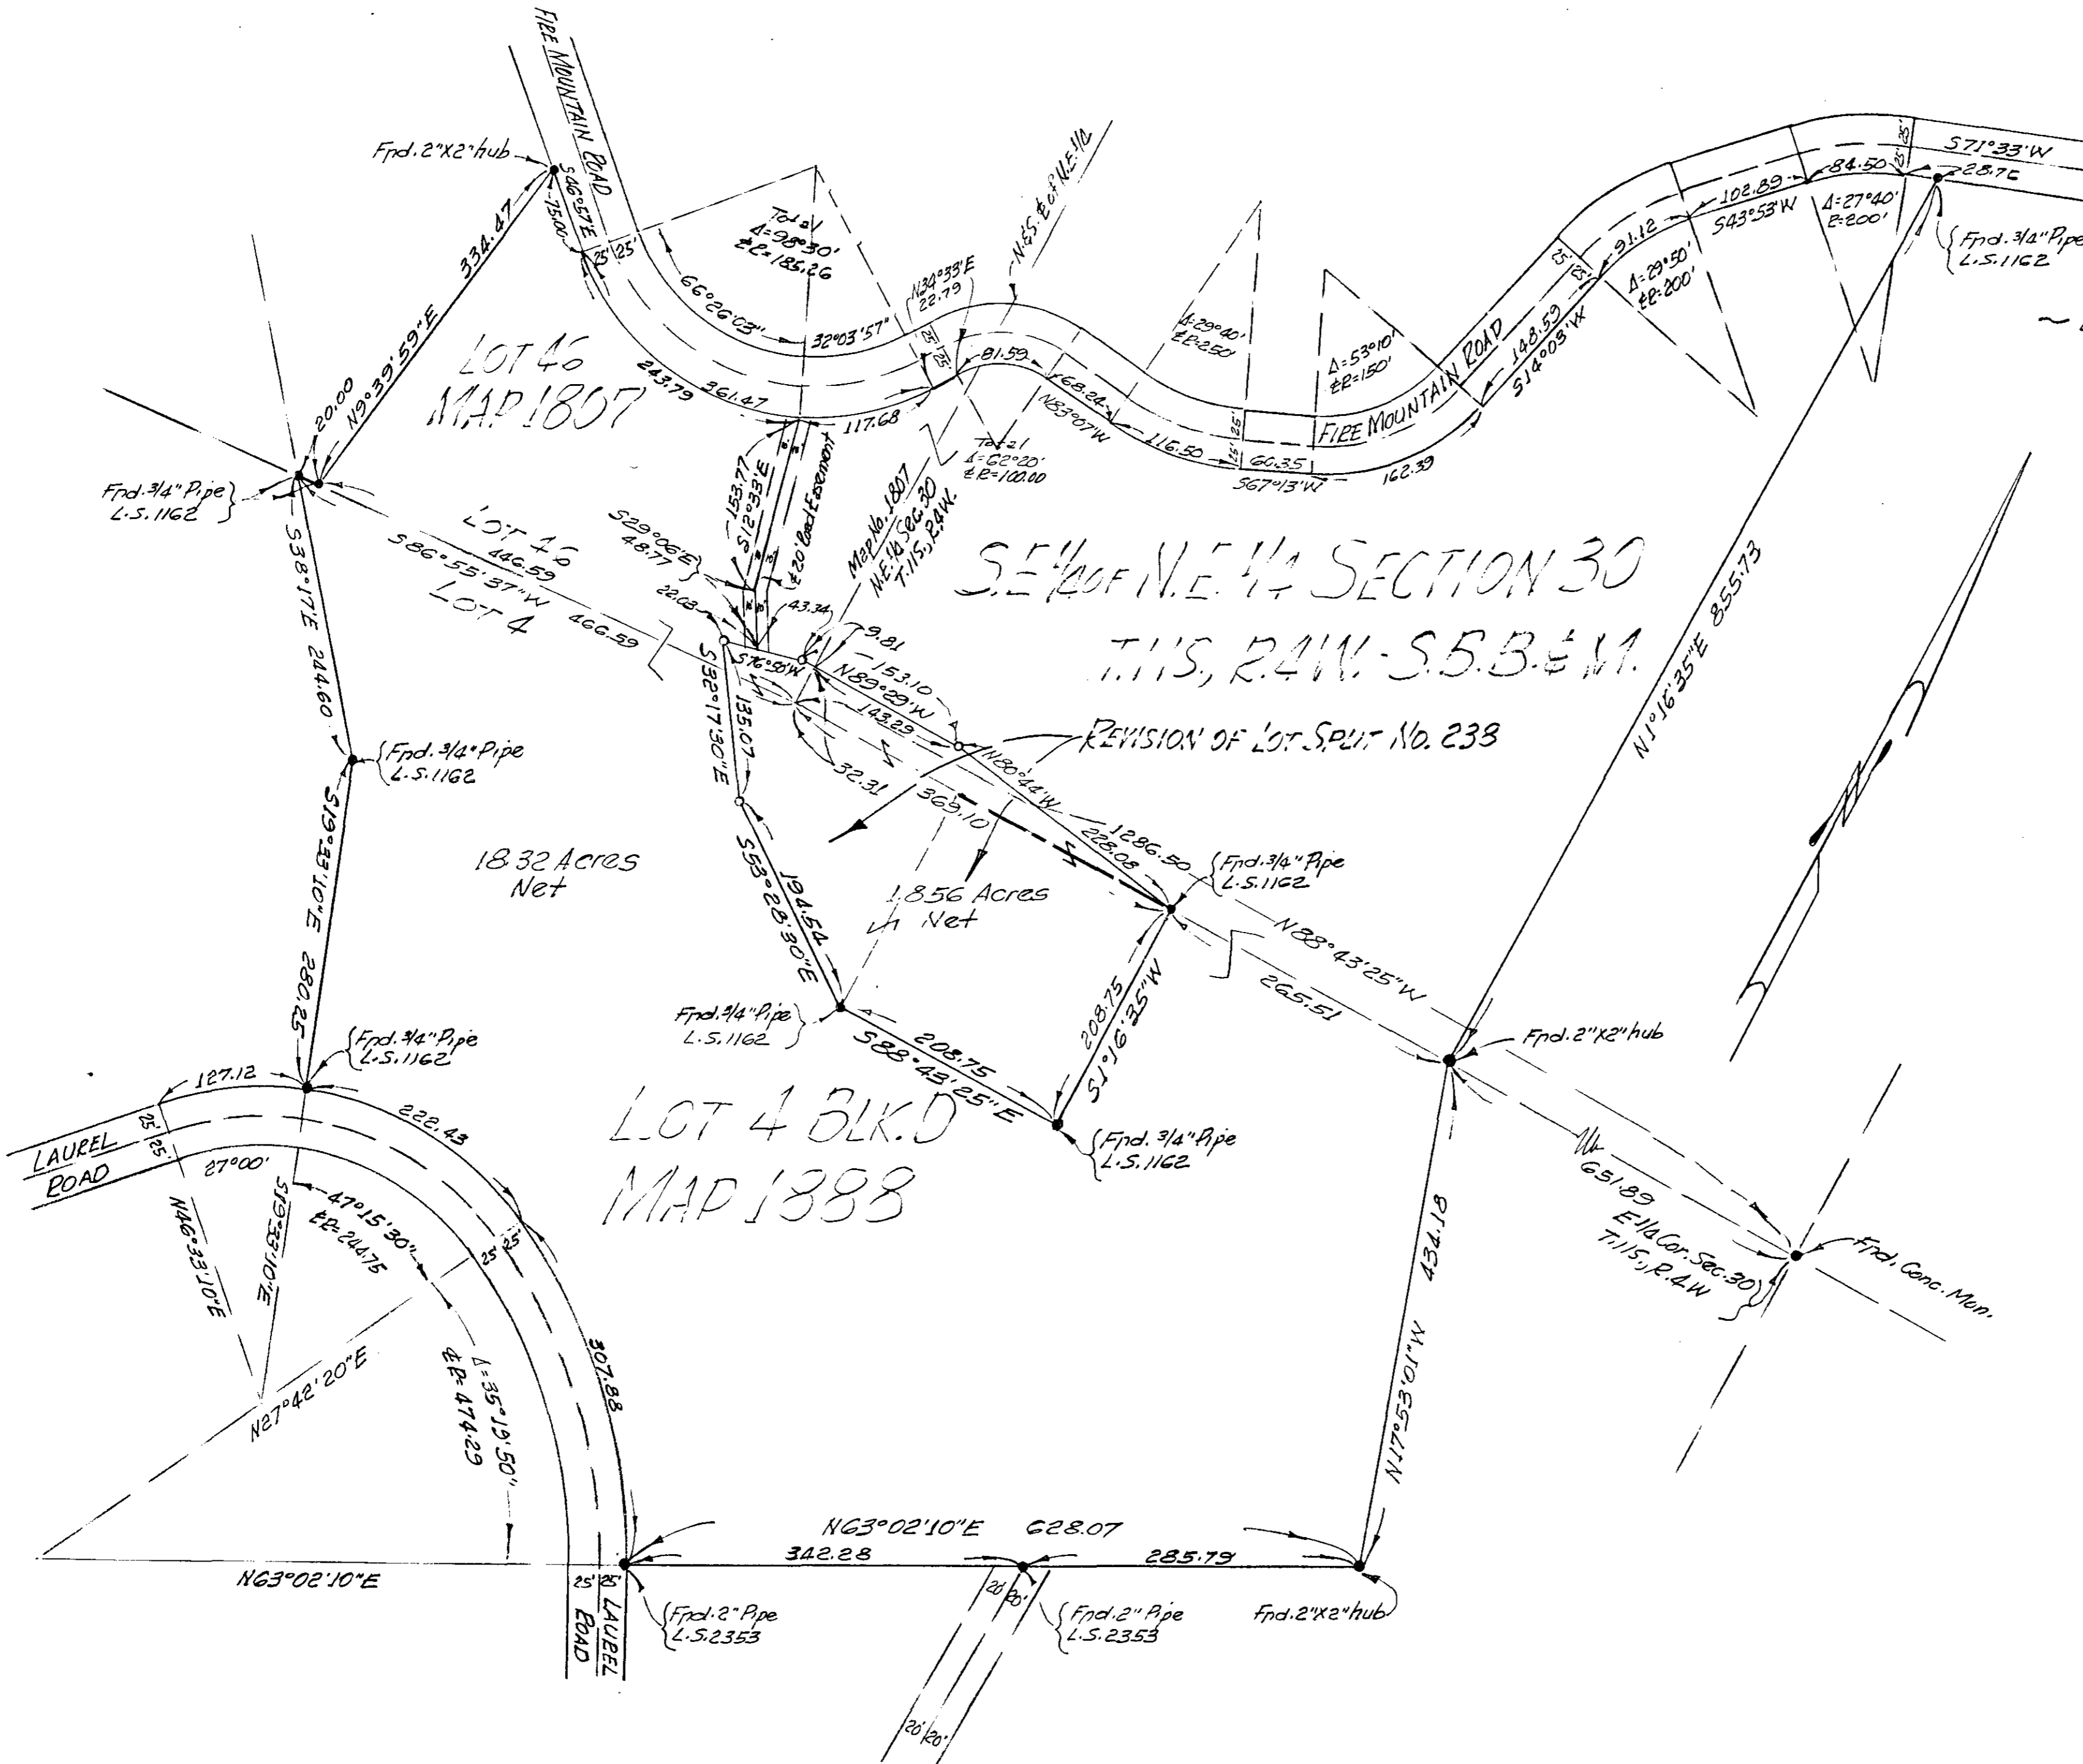 FIRE MOUNTAIN ROAD
Fnd. 2"x2" hub
S46°57'E
75.00
25' 25'
Total
Δ=98°30'
℄R=185.26
66°26'03"
32°03'57"
N34°33'E
22.79
25' 25'
334.47
N9°39'59"E
20.00
LOT 46
MAP 1807
243.79
361.47
117.68
81.59
68.24
N83°07'W
116.50
Δ=29°40'
℄R=250'
Total
Δ=62°20'
℄R=100.00
25' 25'
60.35
S67°13'W
162.39
Δ=53°10'
℄R=150'
FIRE MOUNTAIN ROAD
148.59
S14°03'W
25' 25'
91.12
Δ=29°50'
℄R=200'
102.89
S43°53'W
84.50
Δ=27°40'
R=200'
25' 25'
S71°33'W
Fnd. 3/4" Pipe
L.S. 1162
Fnd. 3/4" Pipe
L.S. 1162
LOT 46
446.59
S86°55'37"W 466.59
LOT 4
S29°06'E
48.77
153.77
S12°33'E
℄20' Road Easement
Map No. 1807
N.E.1/4 Sec. 30
T.11S., R.4W.
S.E.1/4 OF N.E.1/4 SECTION 30
T.11S., R.4W.-S.B.B.&M.
N1°16'35"E 855.73
22.03
43.34
9.81
S76°50'W
153.10
N89°29'W
143.29
REVISION OF LOT SPLIT NO. 238
S38°17'E 244.60
S32°17'30"E
135.07
32.31
369.10
N80°44'W
228.08
1286.50
Fnd. 3/4" Pipe
L.S. 1162
Fnd. 3/4" Pipe
L.S. 1162
18.32 Acres
Net
1.856 Acres
Net
S19°33'10"E 280.25
194.54
S53°28'30"E
N88°43'25"W
265.51
Fnd. 3/4" Pipe
L.S. 1162
208.75
S88°43'25"E
208.75
S1°16'35"W
Fnd. 2"x2" hub
Fnd. 3/4" Pipe
L.S. 1162
Fnd. 3/4" Pipe
L.S. 1162
127.12
222.43
LAUREL
ROAD
25' 25'
27°00'
LOT 4 BLK. D
MAP 1888
651.89
E1/4 Cor. Sec. 30
T.11S., R.4W
Fnd. Conc. Mon.
N46°33'10"E
S19°33'10"E
47°15'30"
℄R=244.75
25' 25'
434.18
N17°53'01"W
N27°42'20"E
Δ=35°19'50"
℄R=474.29
307.88
N63°02'10"E 628.07
342.28
285.79
N63°02'10"E
25' 25'
LAUREL
ROAD
Fnd. 2" Pipe
L.S. 2353
20' 20'
Fnd. 2" Pipe
L.S. 2353
Fnd. 2"x2" hub
20' 20'